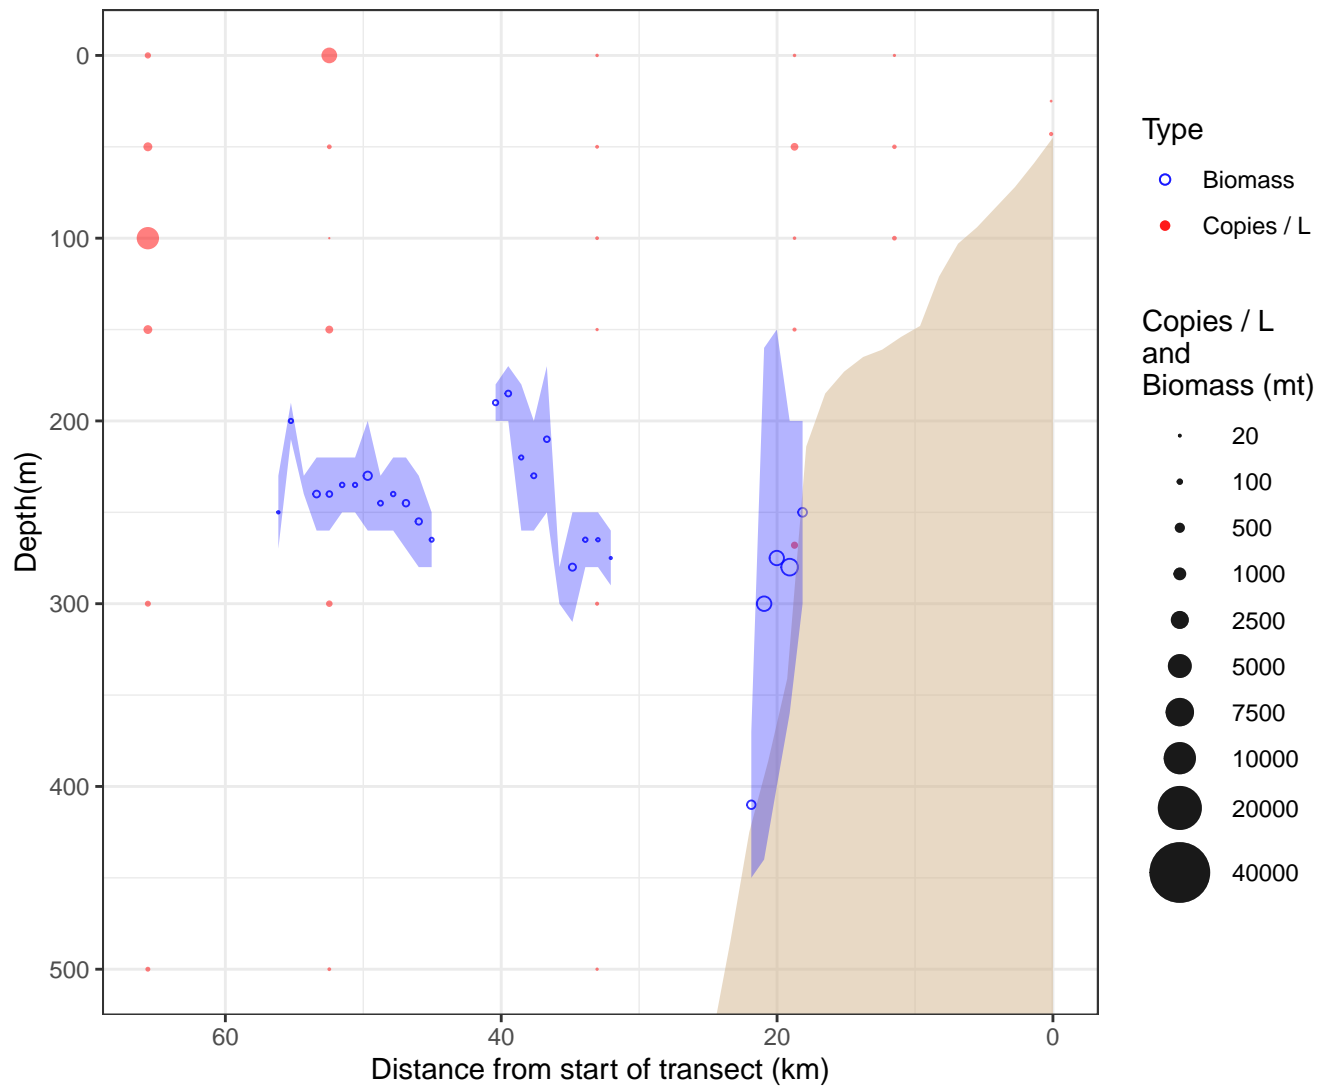 0
100
200
300
400
500
Depth(m)
60
40
20
0
Distance from start of transect (km)
Type
Biomass
Copies / L
Copies / L
and
Biomass (mt)
20
100
500
1000
2500
5000
7500
10000
20000
40000